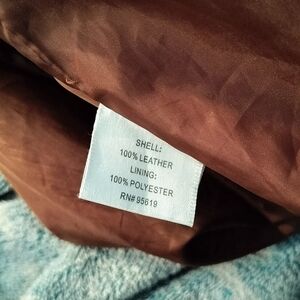 SHELL:
100% LEATHER
LINING:
100% POLYESTER
RN# 95619